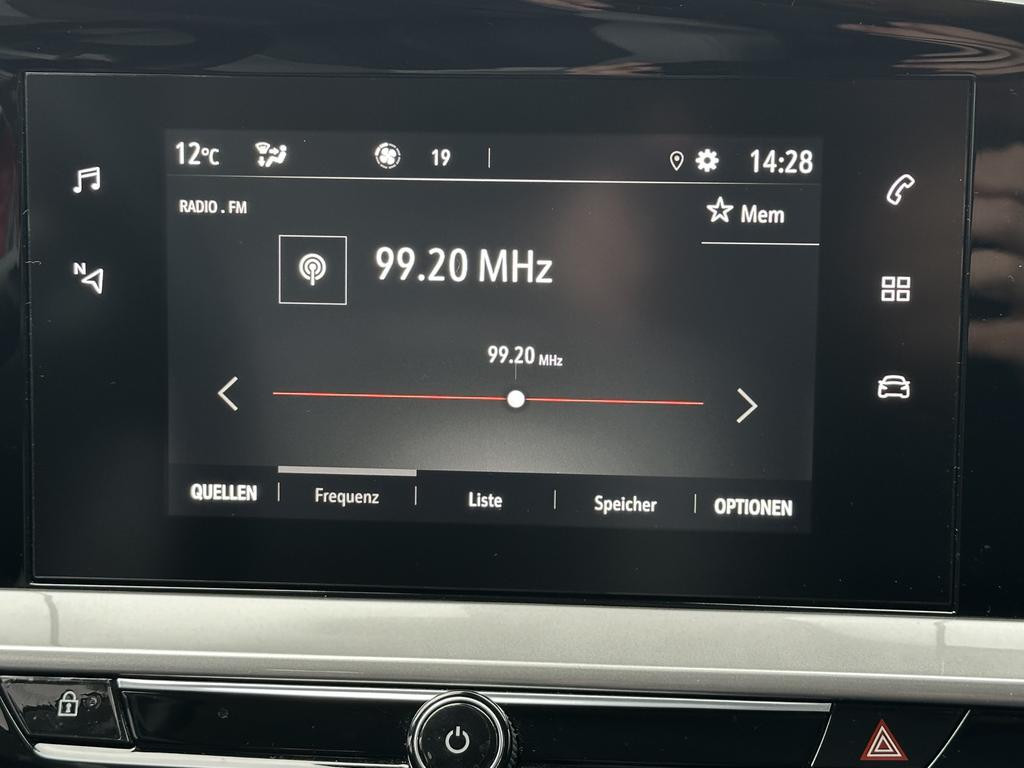 12°C 19 14:28
RADIO . FM
Mem
N
99.20 MHz
99.20 MHz
QUELLEN Frequenz Liste Speicher OPTIONEN